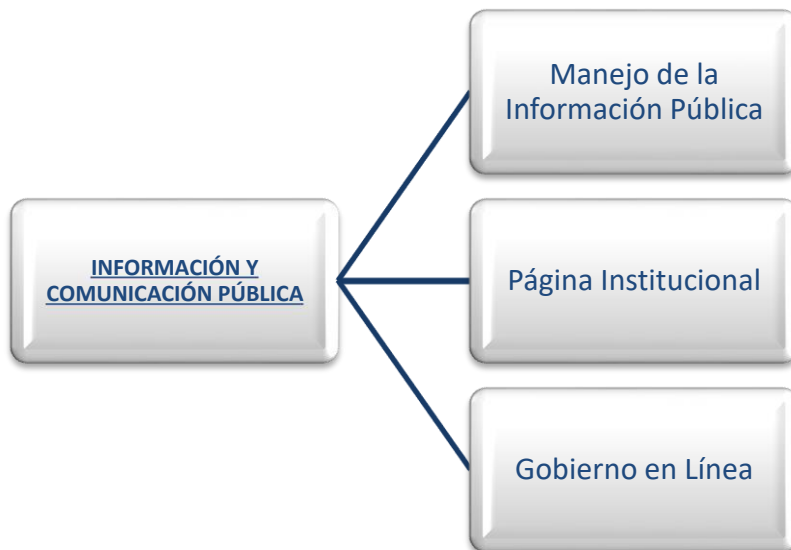 Manejo de la
Información Pública
INFORMACIÓN Y
COMUNICACIÓN PÚBLICA
Página Institucional
Gobierno en Línea